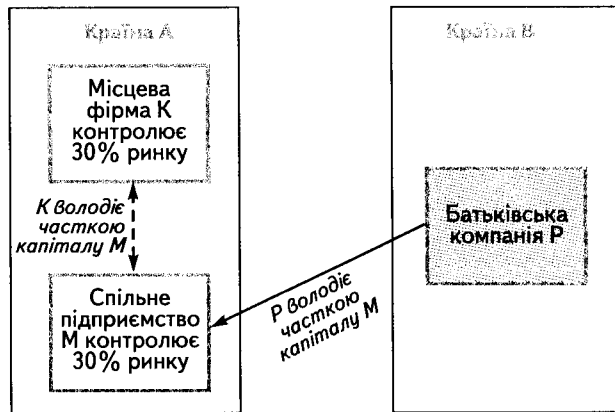 Країна А
Країна В
Місцева
фірма К
контролює
30% ринку
К володіє
часткою
капіталу М
Батьківська
компанія Р
Р володіє
часткою
капіталу М
Спільне
підприємство
М контролює
30% ринку